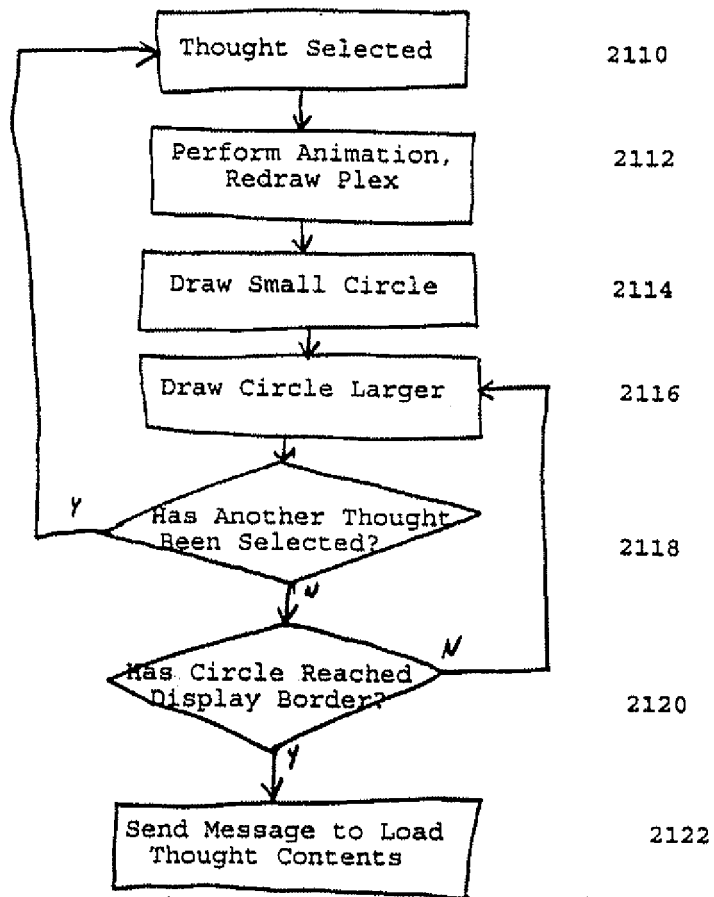 Thought Selected 2110
Perform Animation, 2112
Redraw Plex
Draw Small Circle 2114
Draw Circle Larger 2116
Y
Has Another Thought
Been Selected? 2118
N
N
Has Circle Reached
Display Border? 2120
Y
Send Message to Load 2122
Thought Contents